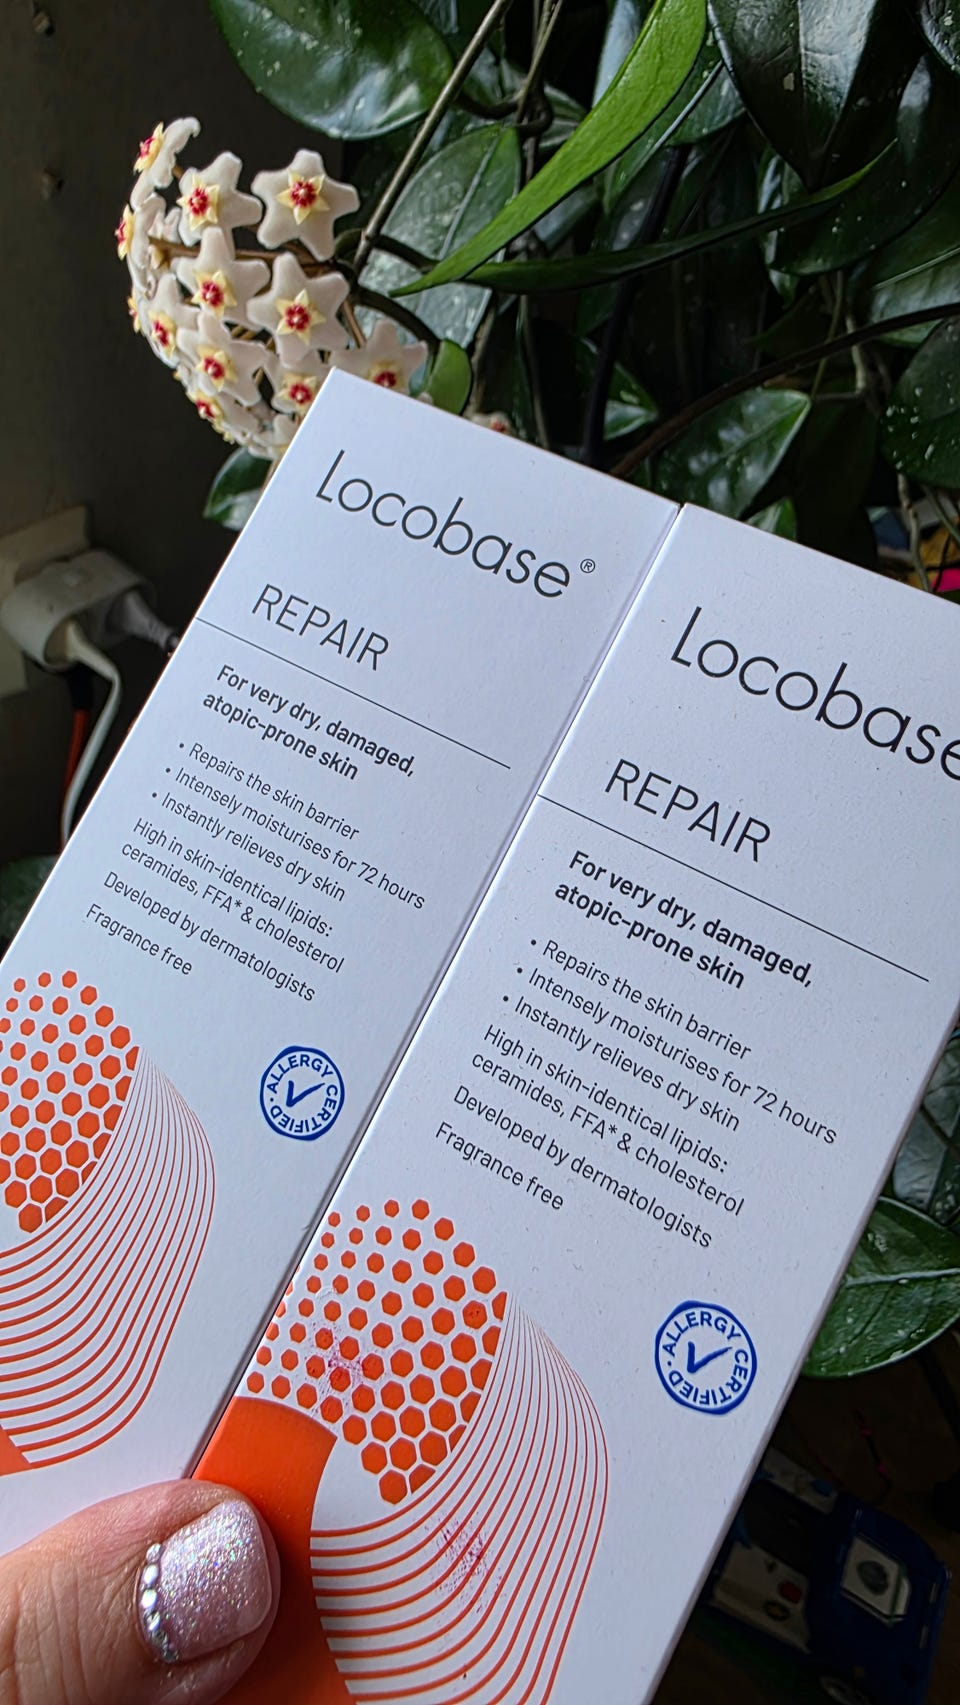 Locobase®
REPAIR
For very dry, damaged,
atopic-prone skin
• Repairs the skin barrier
• Intensely moisturises for 72 hours
• Instantly relieves dry skin
High in skin-identical lipids:
ceramides, FFA* & cholesterol
Developed by dermatologists
Fragrance free
ALLERGY CERTIFIED
Locobase
REPAIR
For very dry, damaged,
atopic-prone skin
• Repairs the skin barrier
• Intensely moisturises for 72 hours
• Instantly relieves dry skin
High in skin-identical lipids:
ceramides, FFA* & cholesterol
Developed by dermatologists
Fragrance free
ALLERGY CERTIFIED